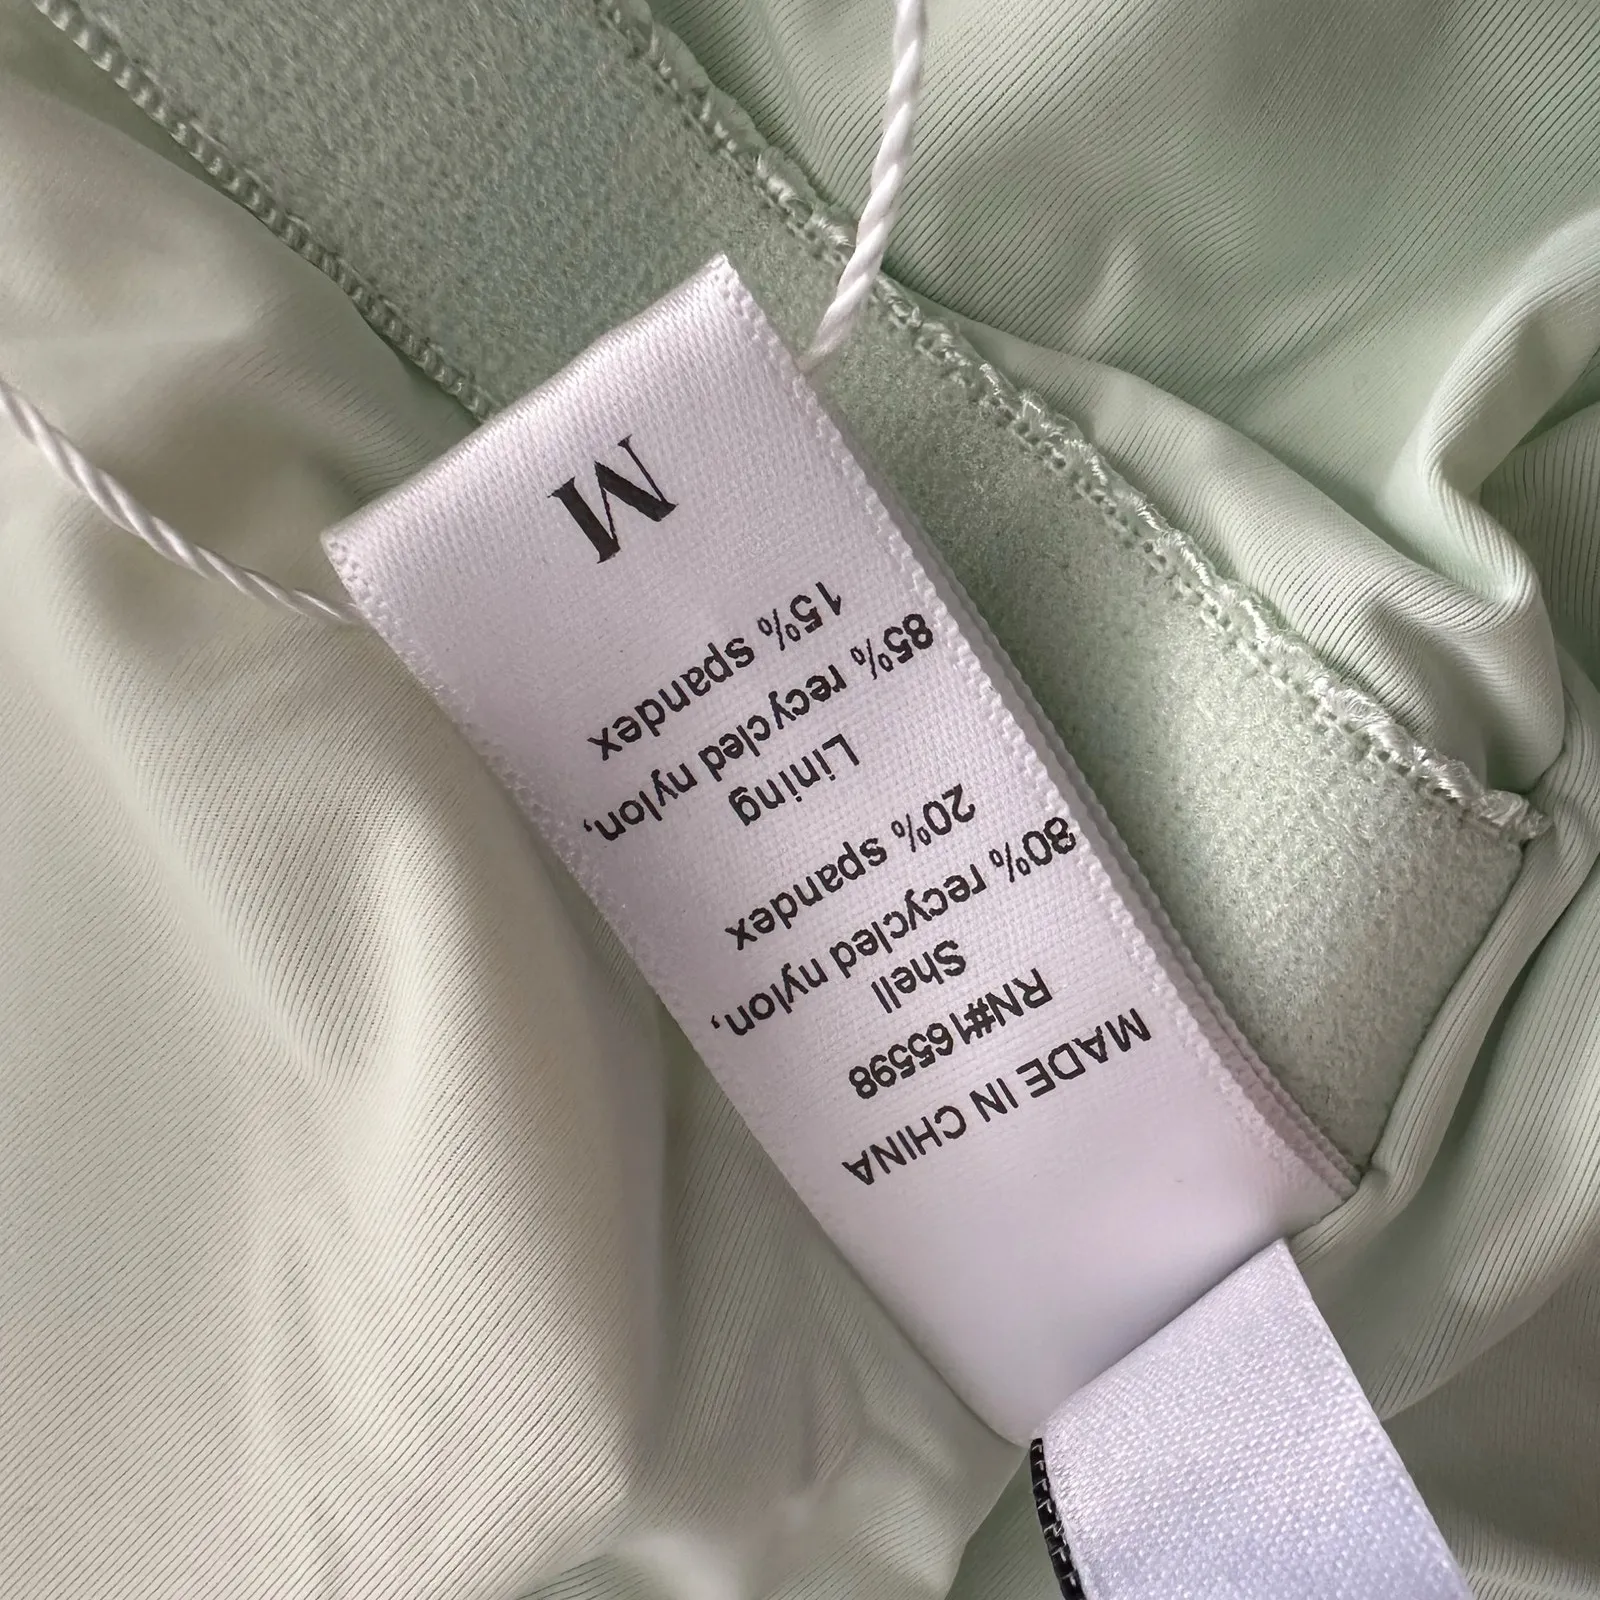 MADE IN CHINA
RN#165598
Shell
80% recycled nylon,
20% spandex
Lining
85% recycled nylon,
15% spandex
M